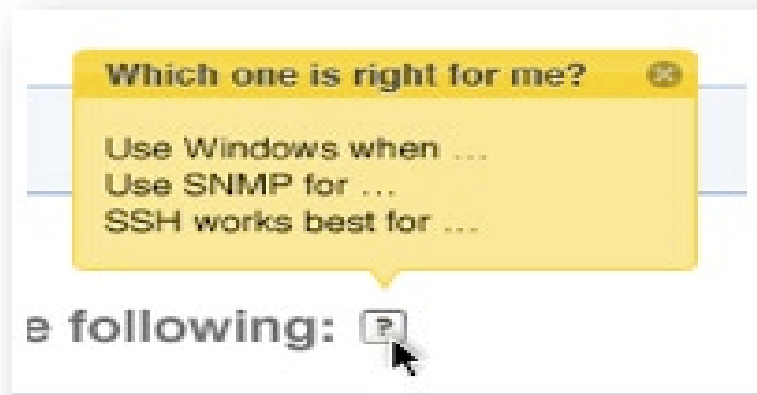 Which one is right for me?
Use Windows when ...
Use SNMP for ...
SSH works best for ...
e following: ?